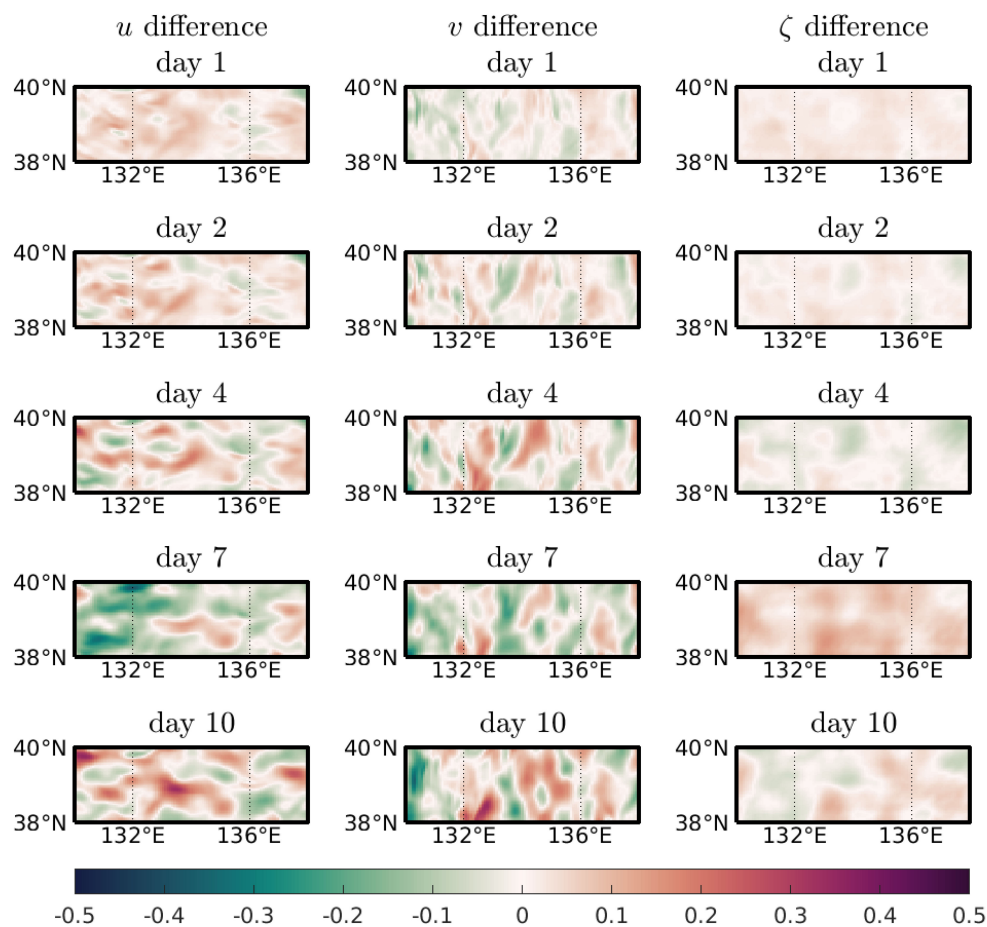 u difference v difference ζ difference
day 1 day 1 day 1
40°N 40°N 40°N
38°N 38°N 38°N
132°E 136°E 132°E 136°E 132°E 136°E
day 2 day 2 day 2
40°N 40°N 40°N
38°N 38°N 38°N
132°E 136°E 132°E 136°E 132°E 136°E
day 4 day 4 day 4
40°N 40°N 40°N
38°N 38°N 38°N
132°E 136°E 132°E 136°E 132°E 136°E
day 7 day 7 day 7
40°N 40°N 40°N
38°N 38°N 38°N
132°E 136°E 132°E 136°E 132°E 136°E
day 10 day 10 day 10
40°N 40°N 40°N
38°N 38°N 38°N
132°E 136°E 132°E 136°E 132°E 136°E
-0.5 -0.4 -0.3 -0.2 -0.1 0 0.1 0.2 0.3 0.4 0.5